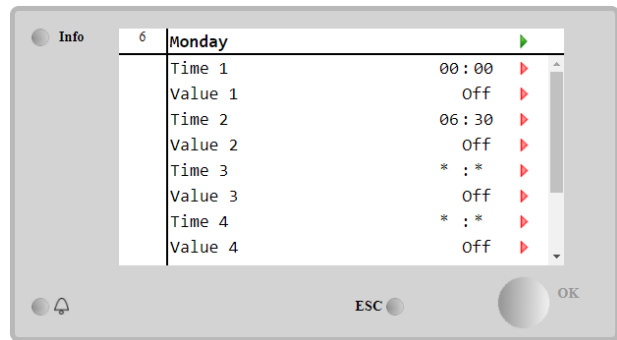 Info
6 Monday
Time 1 00:00
Value 1 Off
Time 2 06:30
Value 2 Off
Time 3 * :*
Value 3 Off
Time 4 * :*
Value 4 Off
ESC
OK